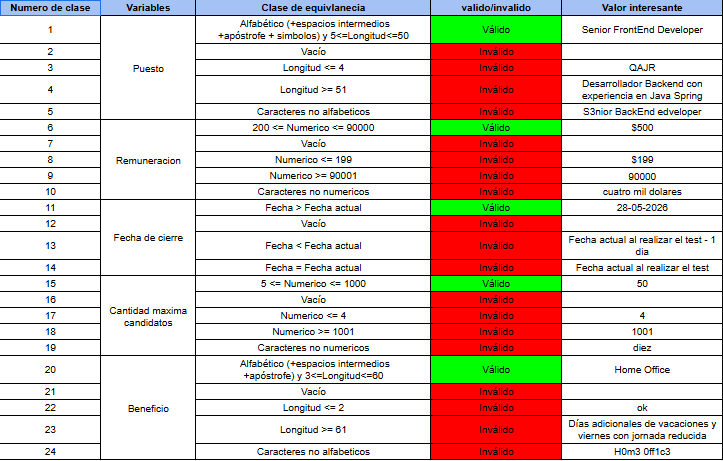 Numero de clase Variables Clase de equivlanecia valido/invalido Valor interesante
1 Puesto Alfabético (+espacios intermedios
+apóstrofe + simbolos) y 5<=Longitud<=50 Válido Senior FrontEnd Developer
2 Vacío Inválido
3 Longitud <= 4 Inválido QAJR
4 Longitud >= 51 Inválido Desarrollador Backend con
experiencia en Java Spring
5 Caracteres no alfabeticos Inválido S3nior BackEnd edveloper
6 Remuneracion 200 <= Numerico <= 90000 Válido $500
7 Vacío Inválido
8 Numerico <= 199 Inválido $199
9 Numerico >= 90001 Inválido 90000
10 Caracteres no numericos Inválido cuatro mil dolares
11 Fecha de cierre Fecha > Fecha actual Válido 28-05-2026
12 Vacío Inválido
13 Fecha < Fecha actual Inválido Fecha actual al realizar el test - 1
dia
14 Fecha = Fecha actual Inválido Fecha actual al realizar el test
15 Cantidad maxima
candidatos 5 <= Numerico <= 1000 Válido 50
16 Vacío Inválido
17 Numerico <= 4 Inválido 4
18 Numerico >= 1001 Inválido 1001
19 Caracteres no numericos Inválido diez
20 Beneficio Alfabético (+espacios intermedios
+apóstrofe) y 3<=Longitud<=60 Válido Home Office
21 Vacío Inválido
22 Longitud <= 2 Inválido ok
23 Longitud >= 61 Inválido Días adicionales de vacaciones y
viernes con jornada reducida
24 Caracteres no alfabeticos Inválido H0m3 0ff1c3